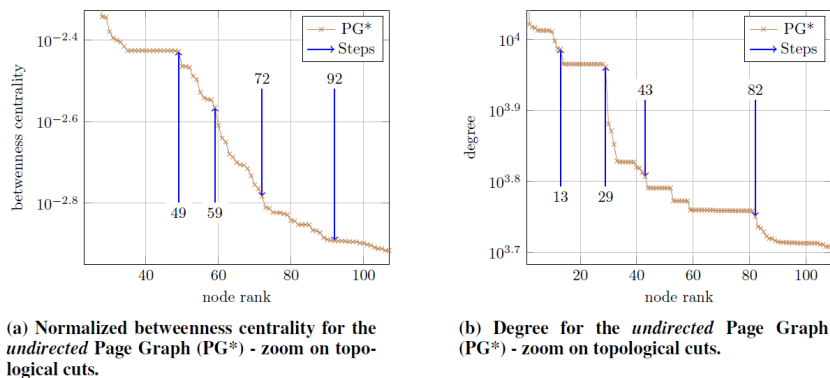 10^−2.4
10^−2.6
10^−2.8
betwenness centrality
PG*
Steps
72
92
49
59
40
60
80
100
node rank
(a) Normalized betweenness centrality for the
undirected Page Graph (PG*) - zoom on topo-
logical cuts.
10^4
10^3.9
10^3.8
10^3.7
degree
PG*
Steps
43
82
13
29
20
40
60
80
100
node rank
(b) Degree for the undirected Page Graph
(PG*) - zoom on topological cuts.